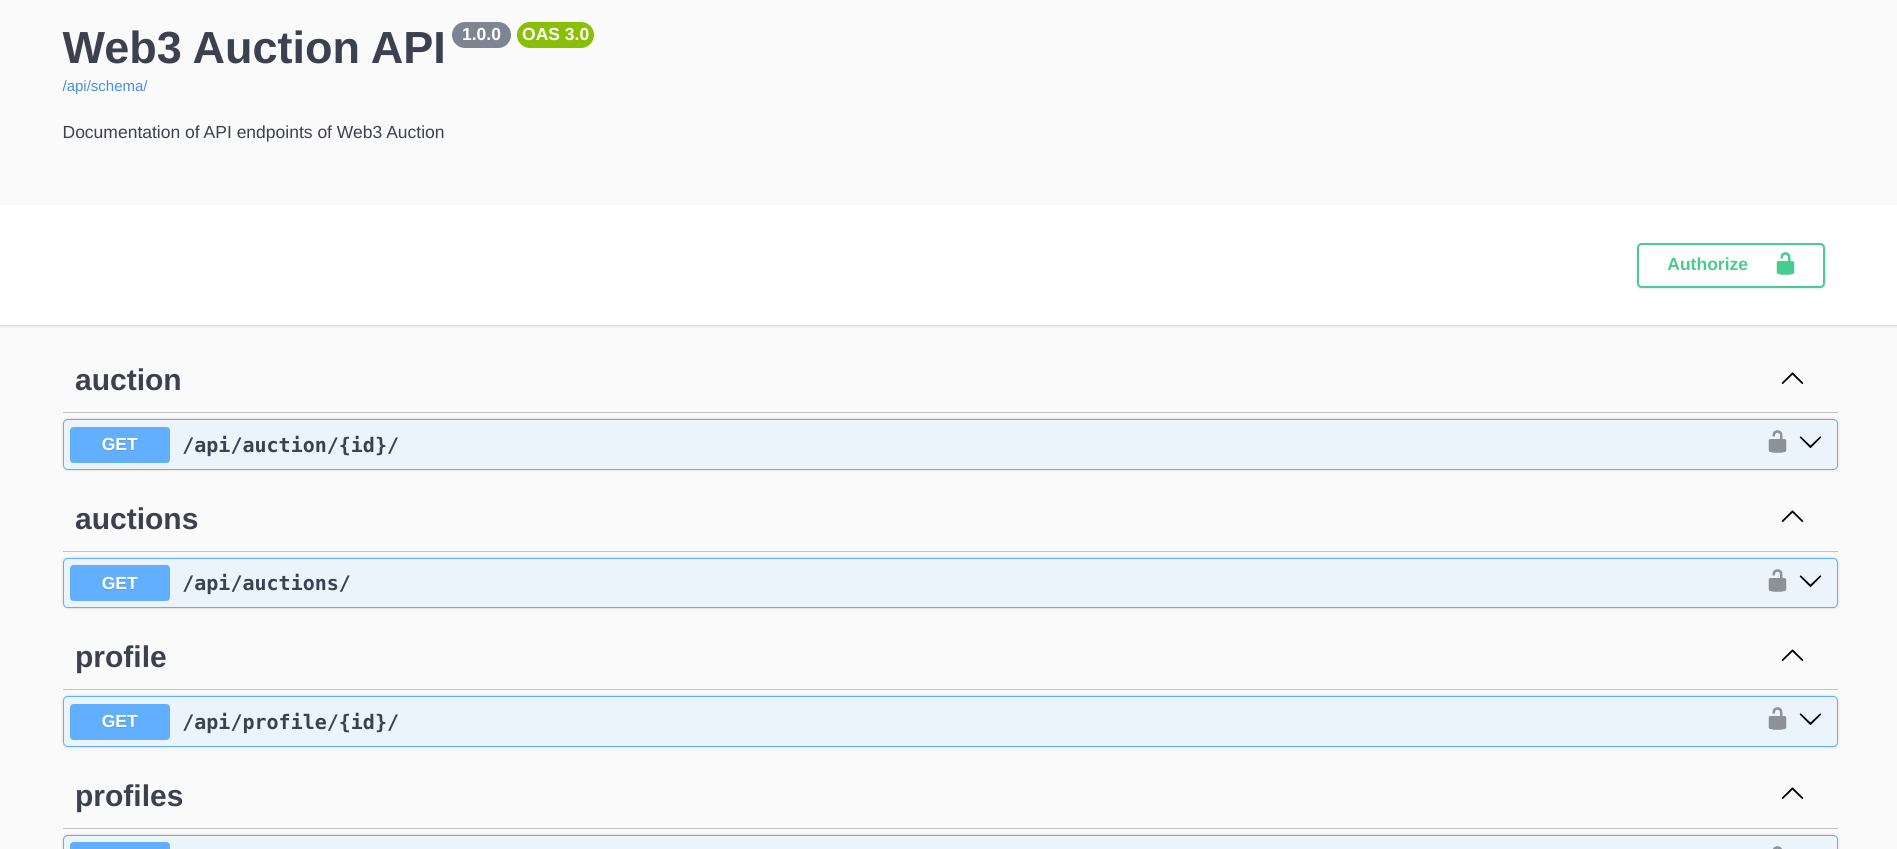 Web3 Auction API 1.0.0 OAS 3.0
/api/schema/
Documentation of API endpoints of Web3 Auction
Authorize
auction
GET /api/auction/{id}/
auctions
GET /api/auctions/
profile
GET /api/profile/{id}/
profiles